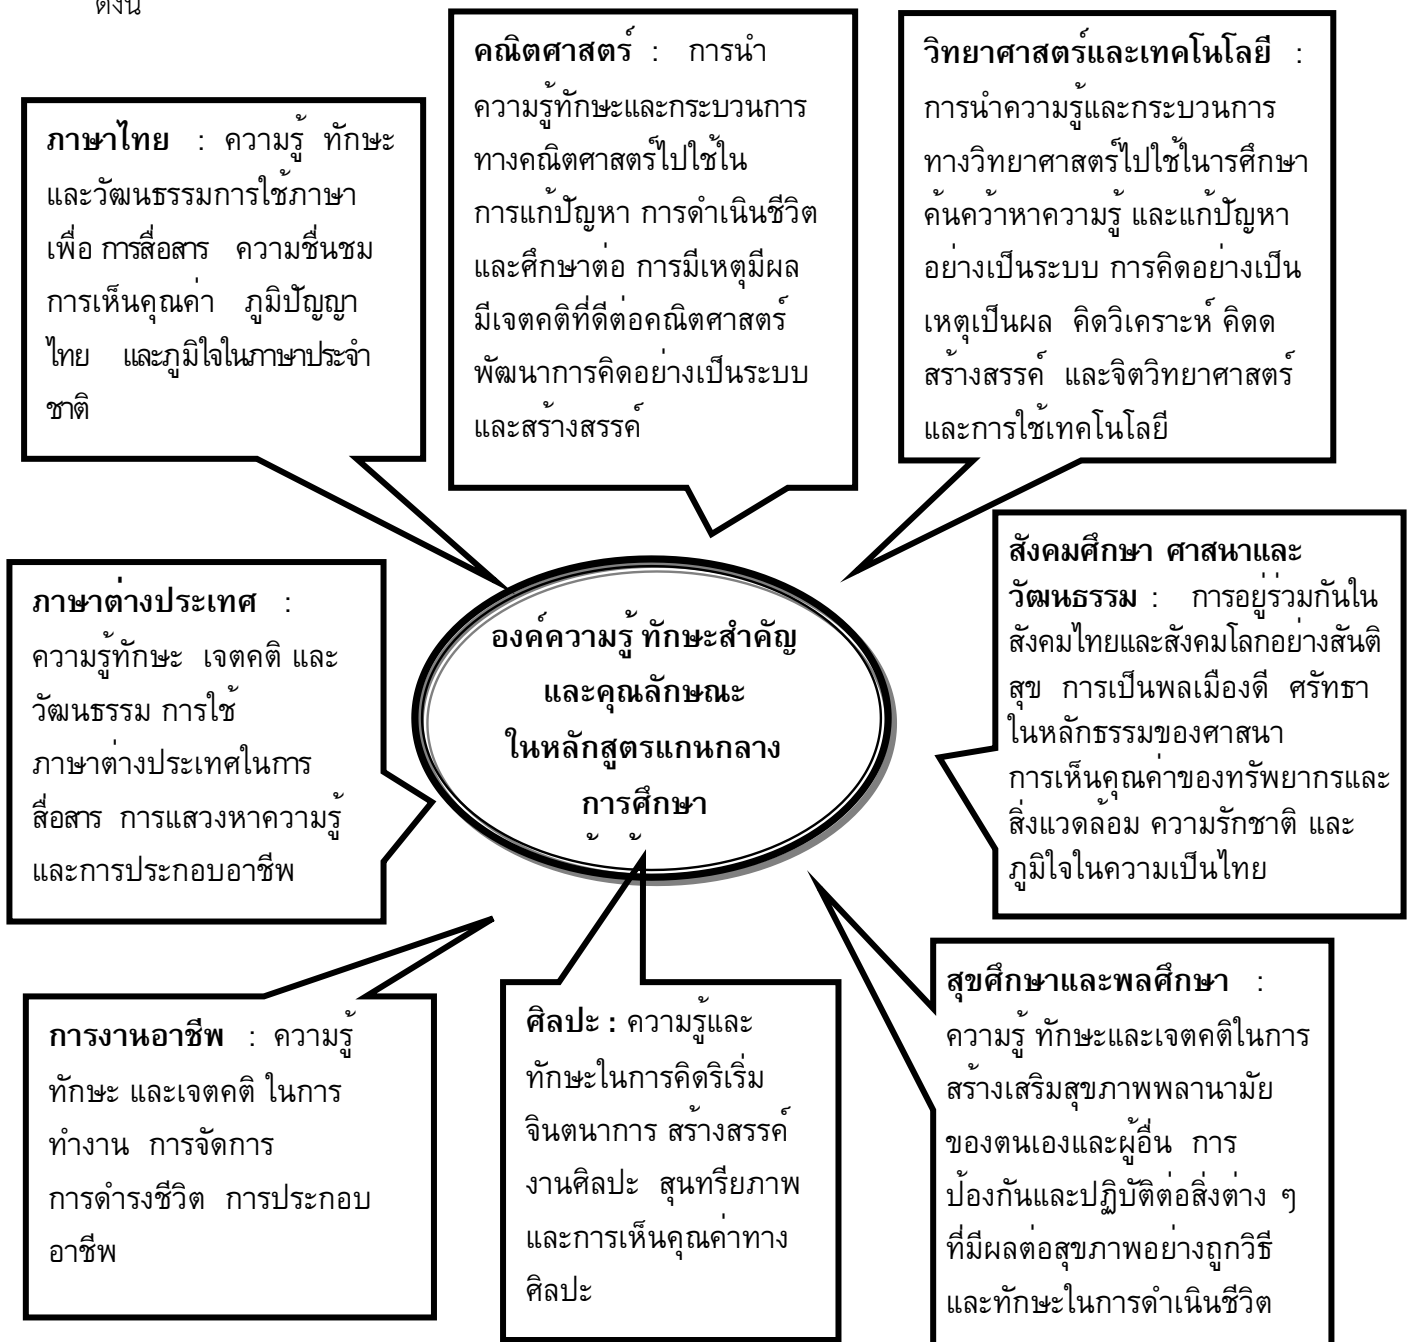 ดังนี้
ภาษาไทย : ความรู้ ทักษะ
และวัฒนธรรมการใช้ภาษา
เพื่อ การสื่อสาร ความชื่นชม
การเห็นคุณค่า ภูมิปัญญา
ไทย และภูมิใจในภาษาประจำ
ชาติ
คณิตศาสตร์ : การนำ
ความรู้ทักษะและกระบวนการ
ทางคณิตศาสตร์ไปใช้ใน
การแก้ปัญหา การดำเนินชีวิต
และศึกษาต่อ การมีเหตุมีผล
มีเจตคติที่ดีต่อคณิตศาสตร์
พัฒนาการคิดอย่างเป็นระบบ
และสร้างสรรค์
วิทยาศาสตร์และเทคโนโลยี :
การนำความรู้และกระบวนการ
ทางวิทยาศาสตร์ไปใช้ในารศึกษา
ค้นคว้าหาความรู้ และแก้ปัญหา
อย่างเป็นระบบ การคิดอย่างเป็น
เหตุเป็นผล คิดวิเคราะห์ คิดด
สร้างสรรค์ และจิตวิทยาศาสตร์
และการใช้เทคโนโลยี
ภาษาต่างประเทศ :
ความรู้ทักษะ เจตคติ และ
วัฒนธรรม การใช้
ภาษาต่างประเทศในการ
สื่อสาร การแสวงหาความรู้
และการประกอบอาชีพ
องค์ความรู้ ทักษะสำคัญ
และคุณลักษณะ
ในหลักสูตรแกนกลาง
การศึกษา
สังคมศึกษา ศาสนาและ
วัฒนธรรม : การอยู่ร่วมกันใน
สังคมไทยและสังคมโลกอย่างสันติ
สุข การเป็นพลเมืองดี ศรัทธา
ในหลักธรรมของศาสนา
การเห็นคุณค่าของทรัพยากรและ
สิ่งแวดล้อม ความรักชาติ และ
ภูมิใจในความเป็นไทย
การงานอาชีพ : ความรู้
ทักษะ และเจตคติ ในการ
ทำงาน การจัดการ
การดำรงชีวิต การประกอบ
อาชีพ
ศิลปะ : ความรู้และ
ทักษะในการคิดริเริ่ม
จินตนาการ สร้างสรรค์
งานศิลปะ สุนทรียภาพ
และการเห็นคุณค่าทาง
ศิลปะ
สุขศึกษาและพลศึกษา :
ความรู้ ทักษะและเจตคติในการ
สร้างเสริมสุขภาพพลานามัย
ของตนเองและผู้อื่น การ
ป้องกันและปฏิบัติต่อสิ่งต่าง ๆ
ที่มีผลต่อสุขภาพอย่างถูกวิธี
และทักษะในการดำเนินชีวิต